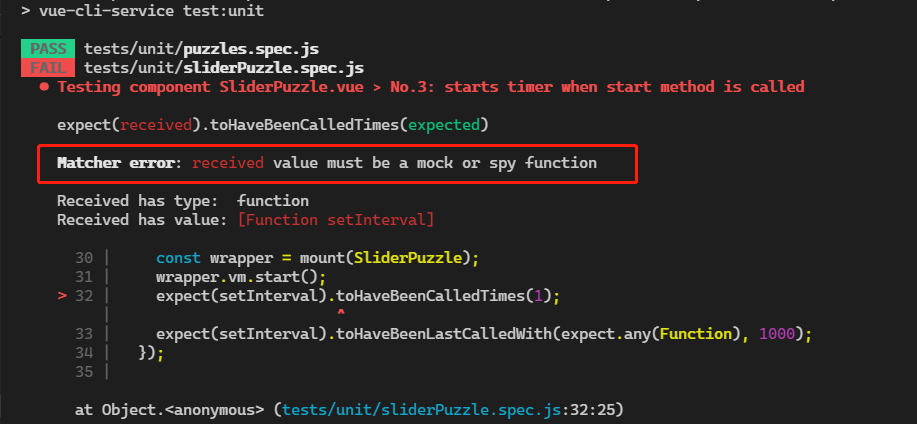 > vue-cli-service test:unit
PASS tests/unit/puzzles.spec.js
FAIL tests/unit/sliderPuzzle.spec.js
● Testing component SliderPuzzle.vue > No.3: starts timer when start method is called
expect(received).toHaveBeenCalledTimes(expected)
Matcher error: received value must be a mock or spy function
Received has type:  function
Received has value: [Function setInterval]
30 |     const wrapper = mount(SliderPuzzle);
31 |     wrapper.vm.start();
> 32 |     expect(setInterval).toHaveBeenCalledTimes(1);
|                         ^
33 |     expect(setInterval).toHaveBeenLastCalledWith(expect.any(Function), 1000);
34 |   });
35 |
at Object.<anonymous> (tests/unit/sliderPuzzle.spec.js:32:25)